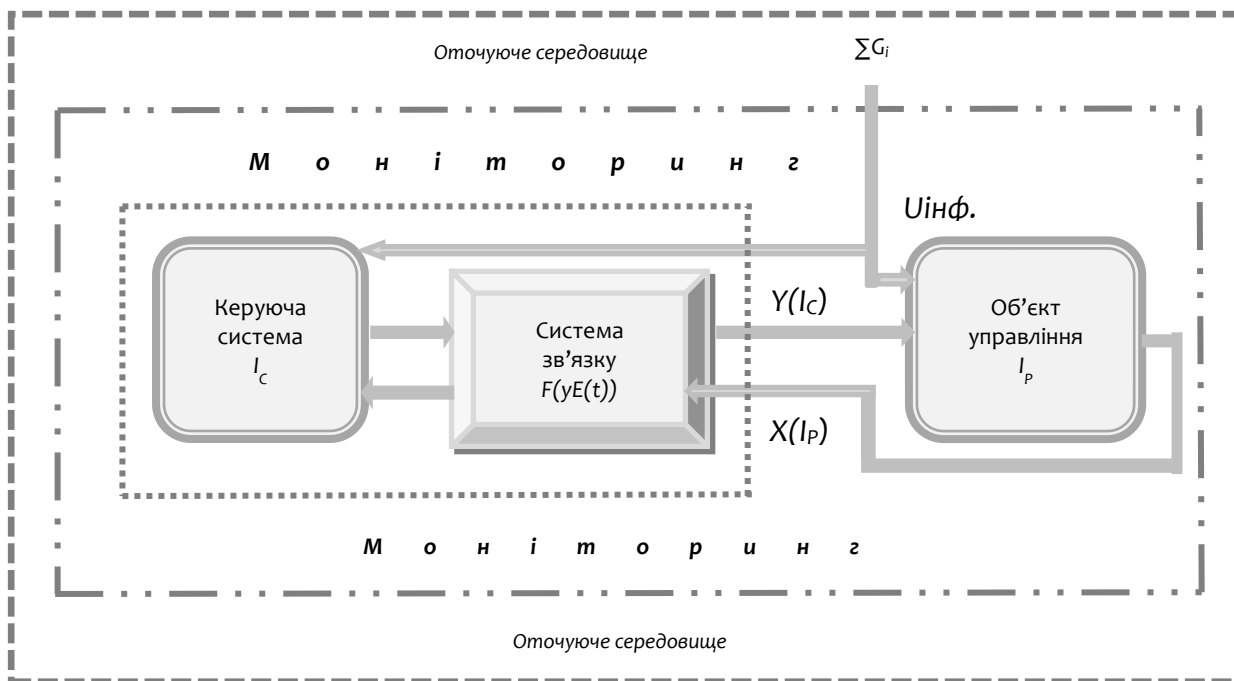 Оточуюче середовище
∑Gᵢ
М о н і т о р и н г
Uінф.
Керуюча
система
I_C
Система
зв'язку
F(yE(t))
Y(I_C)
X(I_P)
Об’єкт
управління
I_P
М о н і т о р и н г
Оточуюче середовище